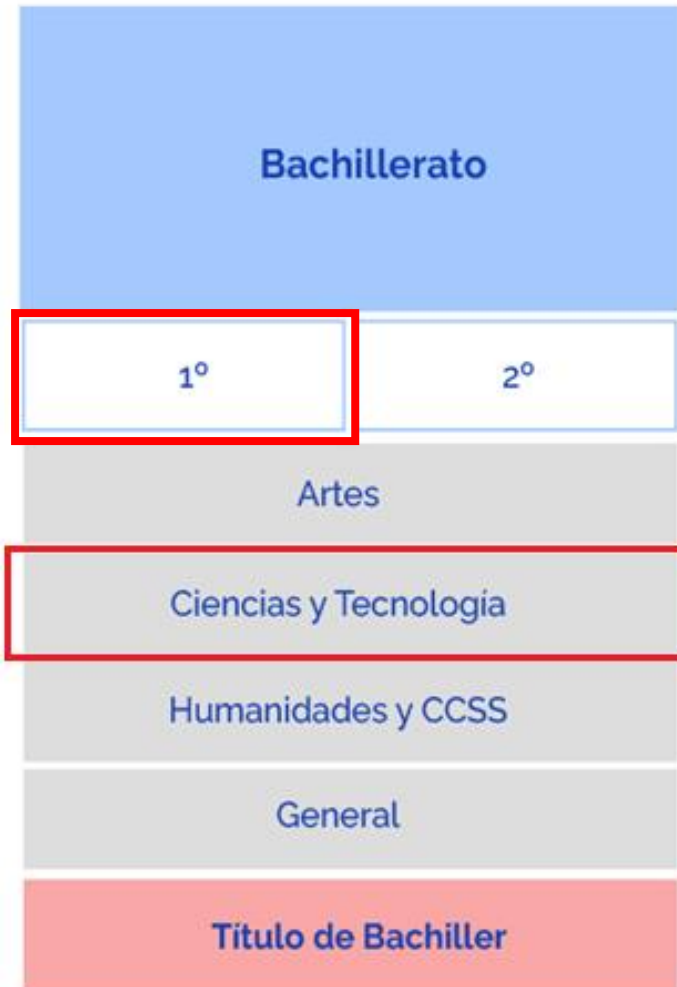 Bachillerato
1º 2º
Artes
Ciencias y Tecnología
Humanidades y CCSS
General
Título de Bachiller